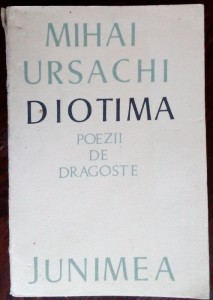 MIHAI
URSACHI
DIOTIMA
POEZII
DE
DRAGOSTE
JUNIMEA